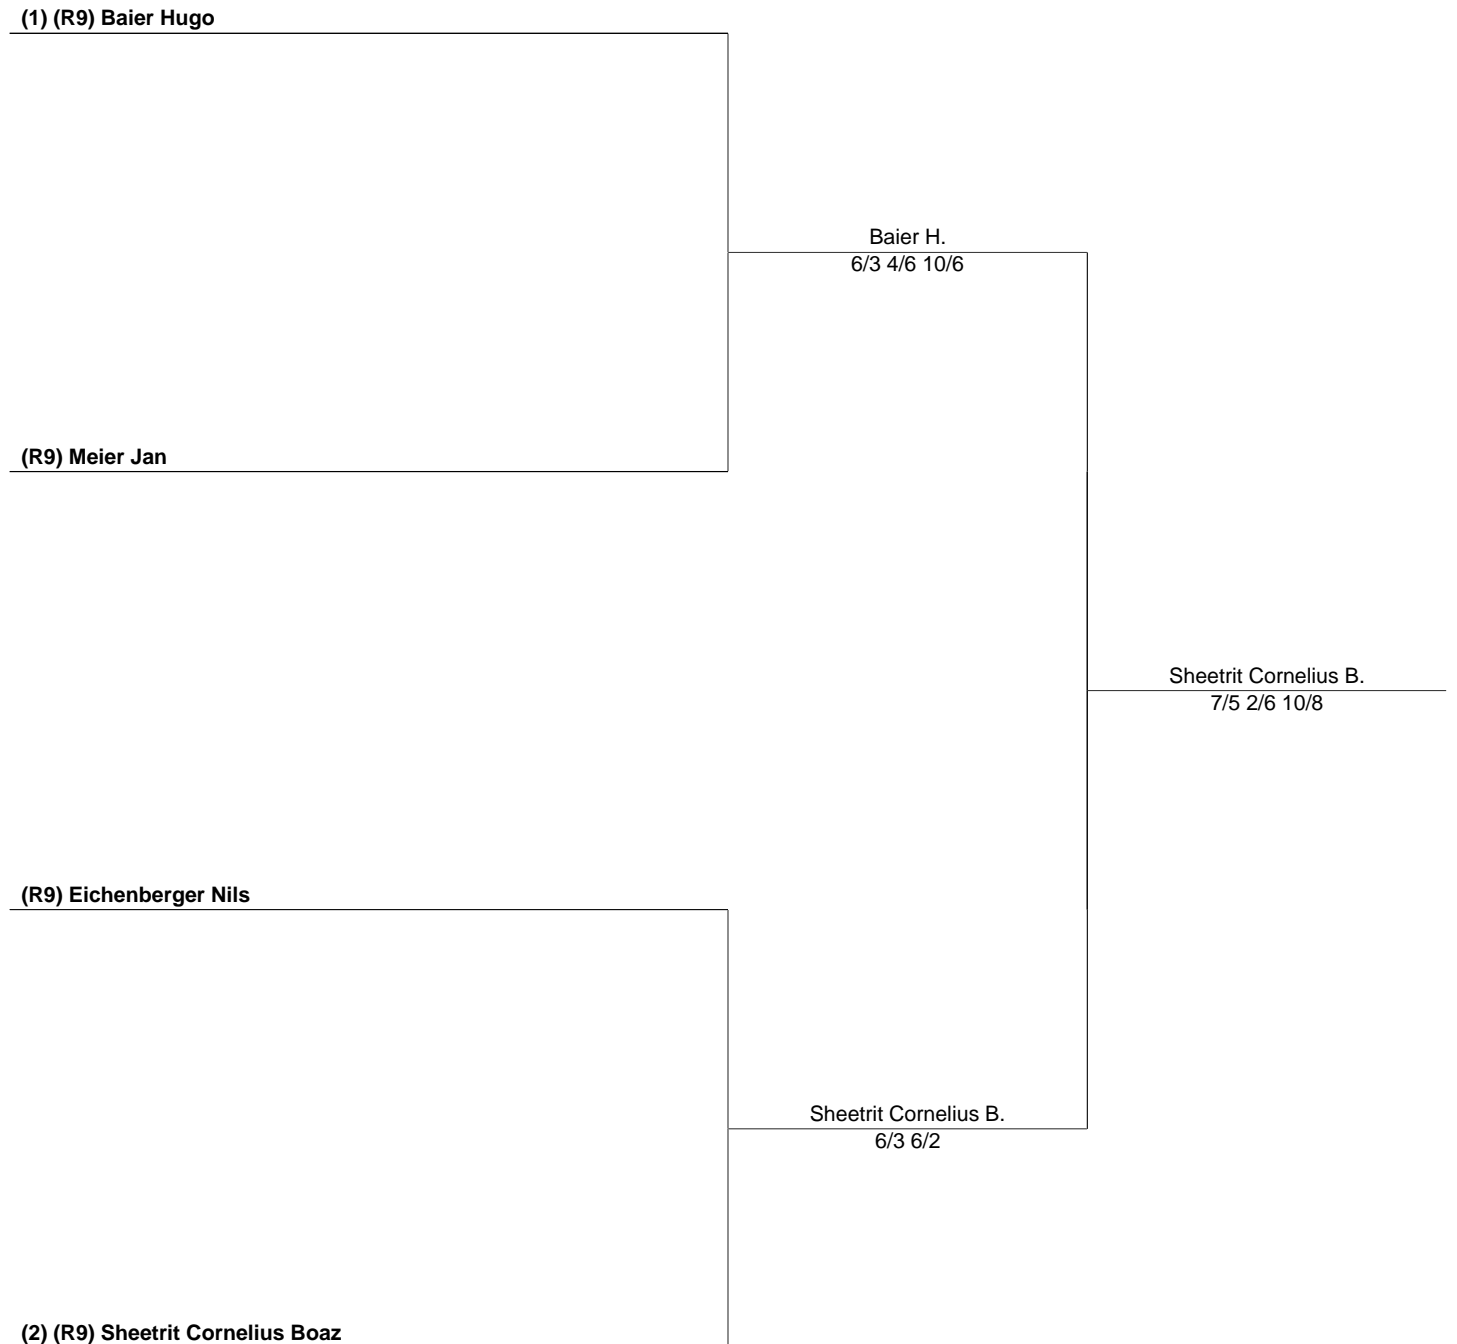 (1) (R9) Baier Hugo
Baier H.
6/3 4/6 10/6
(R9) Meier Jan
Sheetrit Cornelius B.
7/5 2/6 10/8
(R9) Eichenberger Nils
Sheetrit Cornelius B.
6/3 6/2
(2) (R9) Sheetrit Cornelius Boaz